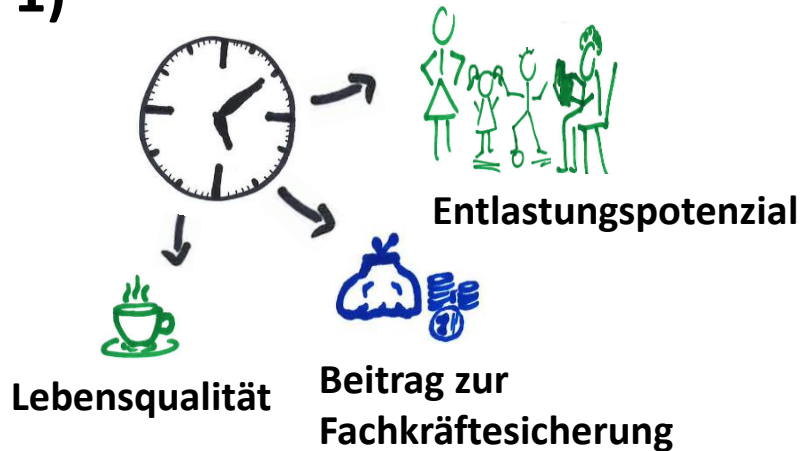 1)
Entlastungspotenzial
Lebensqualität
Beitrag zur
Fachkräftesicherung